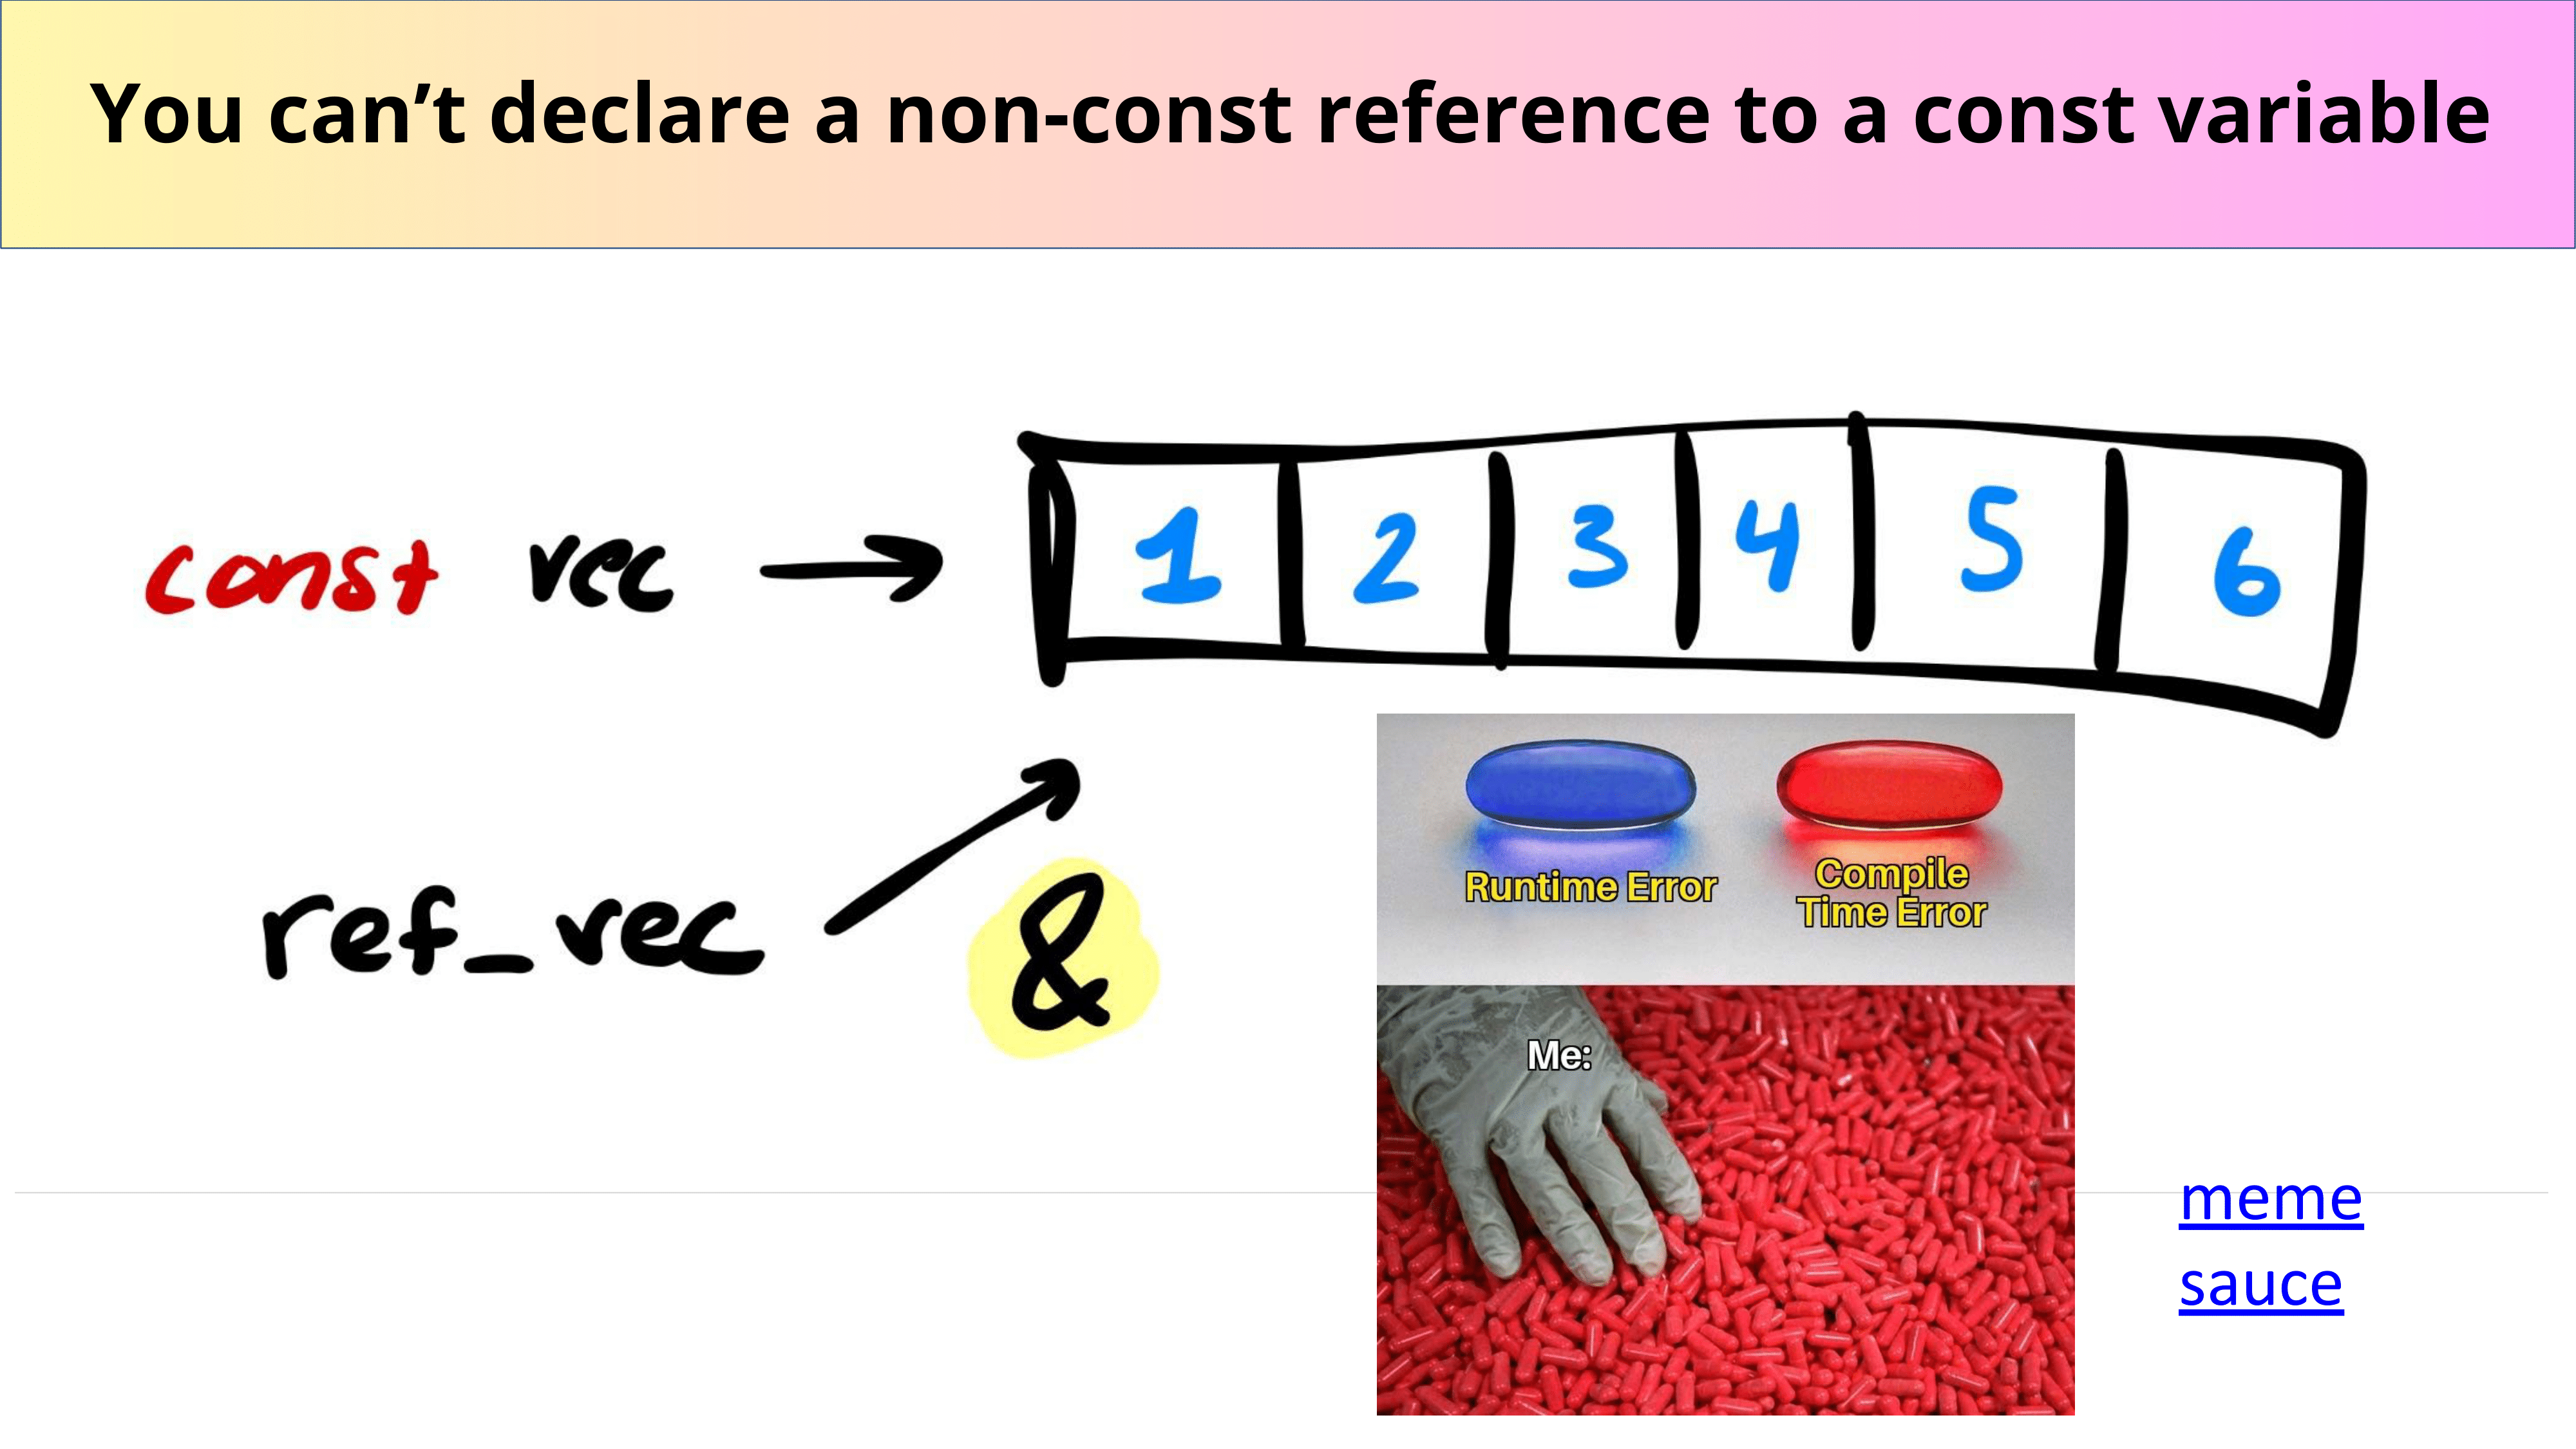 You can’t declare a non-const reference to a const variable
const vec → 1 2 3 4 5 6
ref_vec
&
Runtime Error
Compile
Time Error
Me:
meme
sauce